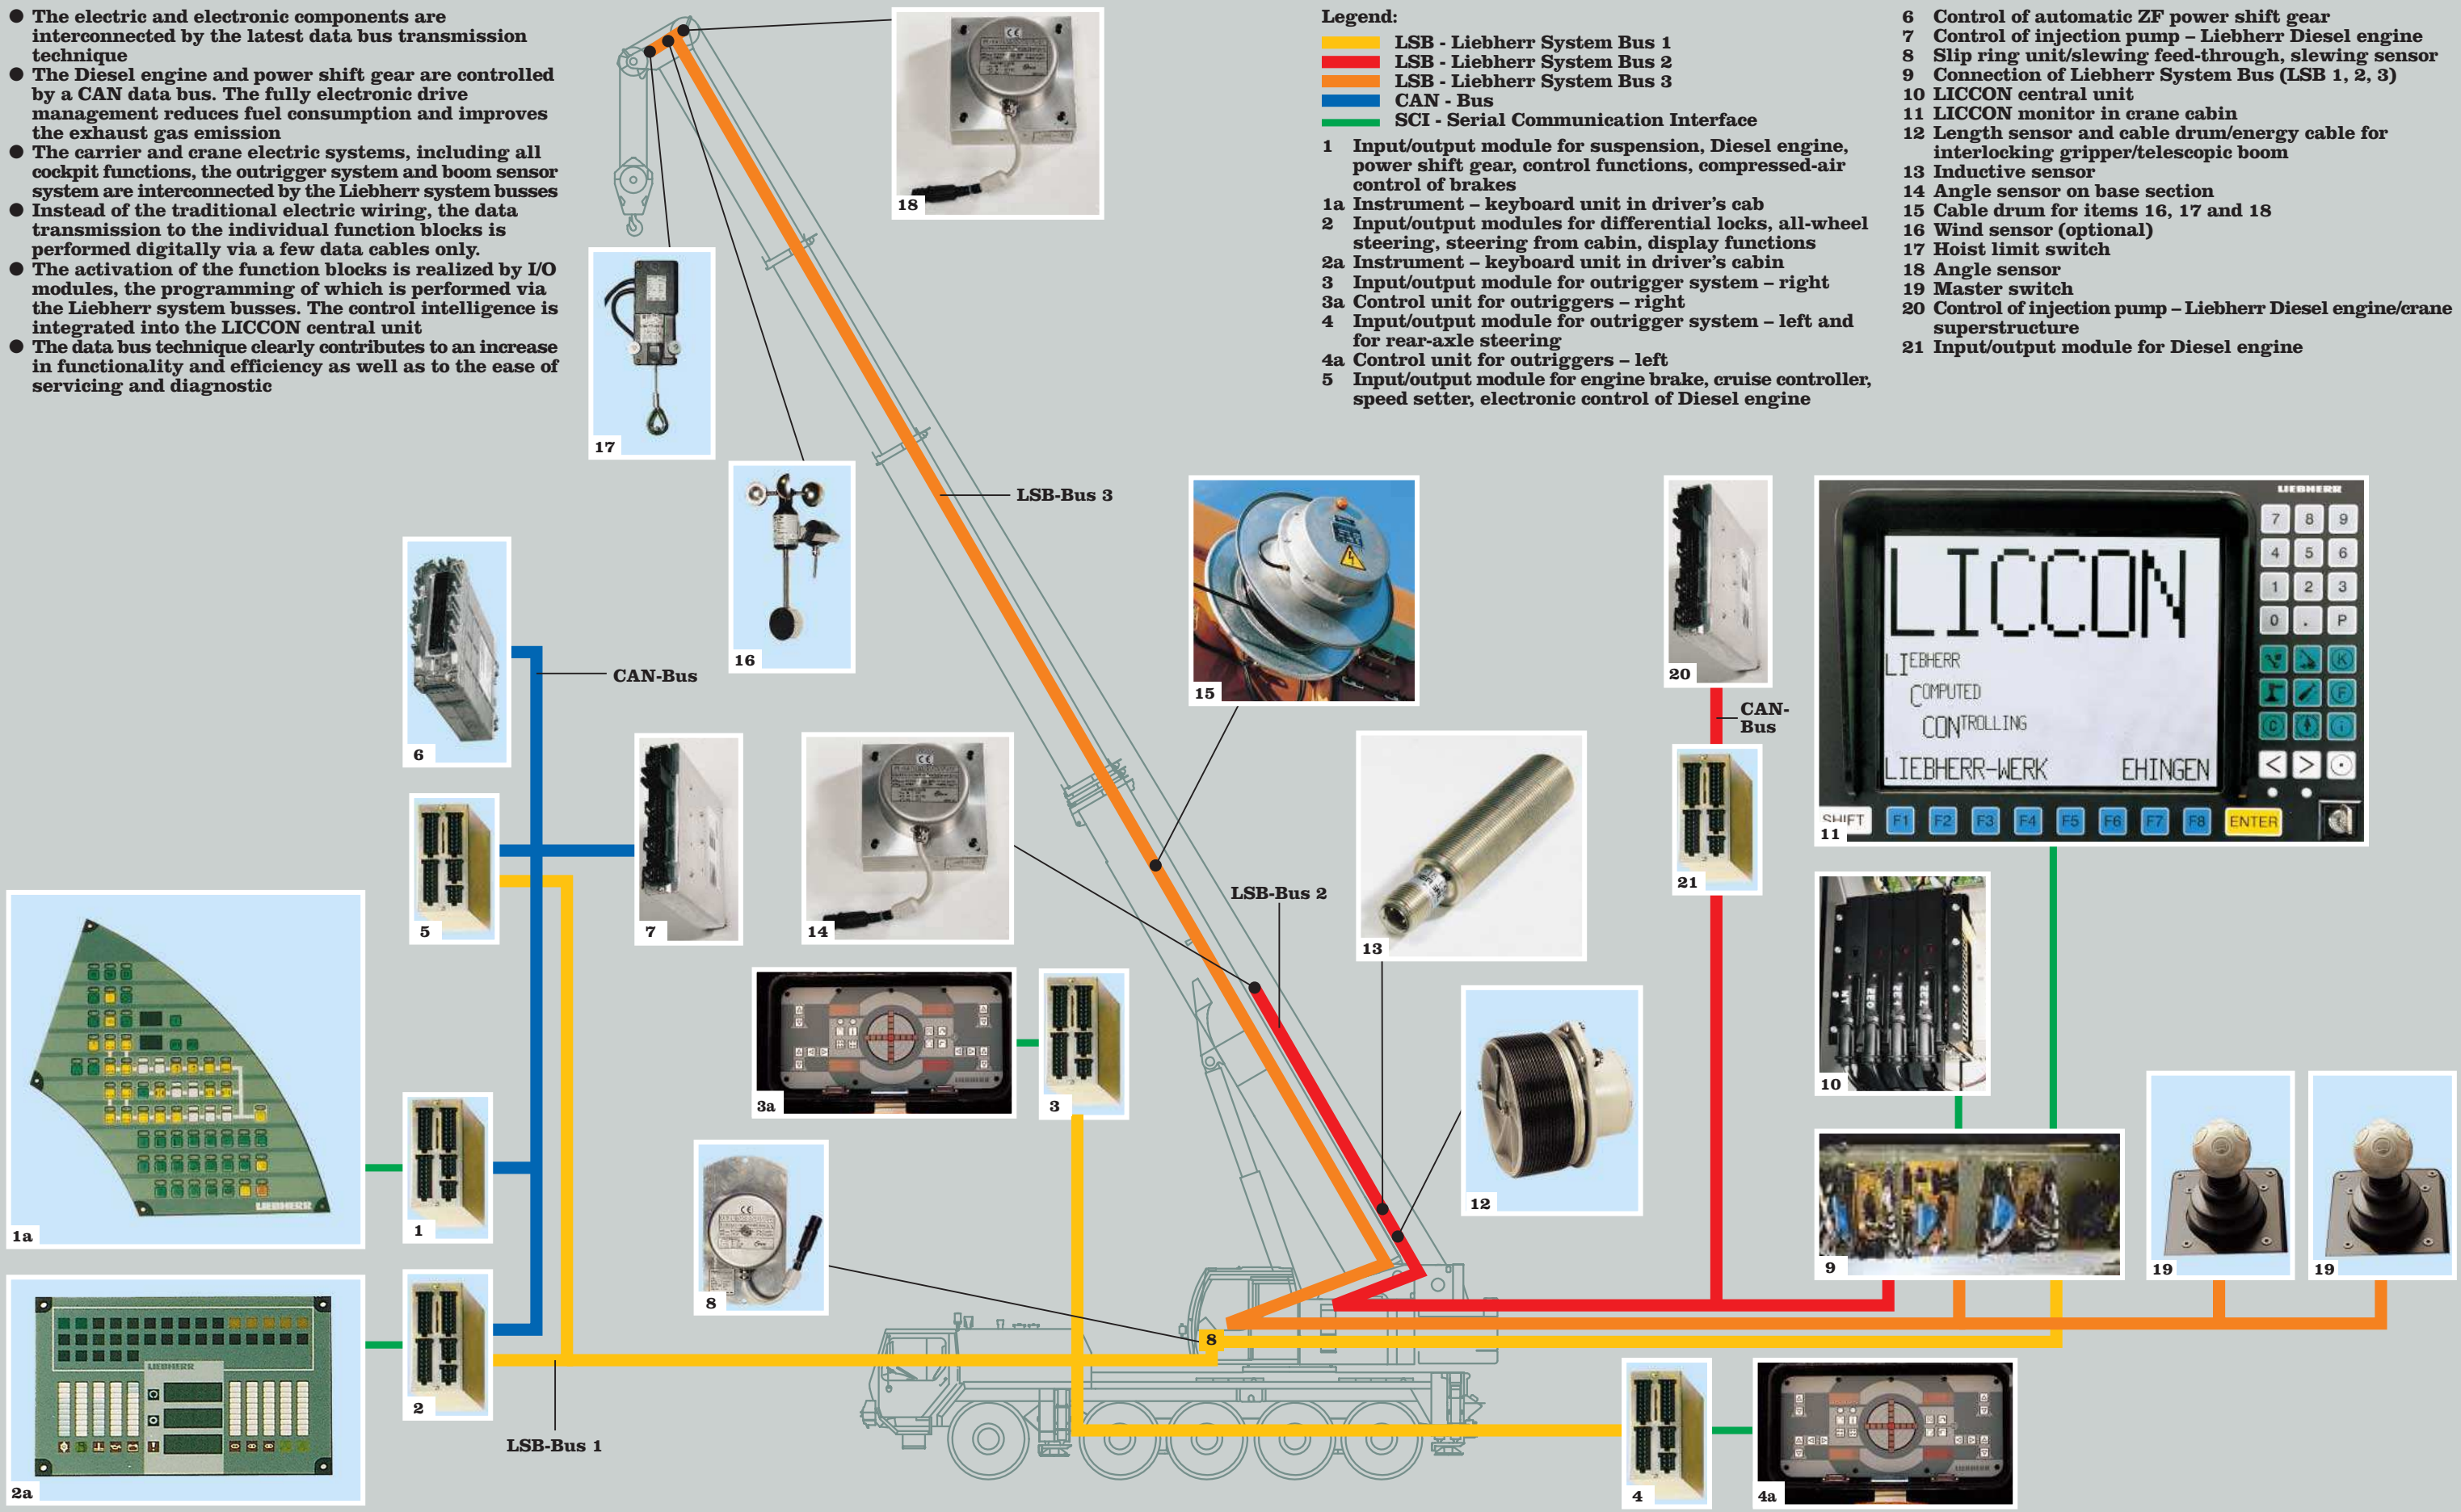 ● The electric and electronic components are
interconnected by the latest data bus transmission
technique
● The Diesel engine and power shift gear are controlled
by a CAN data bus. The fully electronic drive
management reduces fuel consumption and improves
the exhaust gas emission
● The carrier and crane electric systems, including all
cockpit functions, the outrigger system and boom sensor
system are interconnected by the Liebherr system busses
● Instead of the traditional electric wiring, the data
transmission to the individual function blocks is
performed digitally via a few data cables only.
● The activation of the function blocks is realized by I/O
modules, the programming of which is performed via
the Liebherr system busses. The control intelligence is
integrated into the LICCON central unit
● The data bus technique clearly contributes to an increase
in functionality and efficiency as well as to the ease of
servicing and diagnostic
Legend:
LSB - Liebherr System Bus 1
LSB - Liebherr System Bus 2
LSB - Liebherr System Bus 3
CAN - Bus
SCI - Serial Communication Interface
1 Input/output module for suspension, Diesel engine,
power shift gear, control functions, compressed-air
control of brakes
1a Instrument – keyboard unit in driver's cab
2 Input/output modules for differential locks, all-wheel
steering, steering from cabin, display functions
2a Instrument – keyboard unit in driver's cabin
3 Input/output module for outrigger system – right
3a Control unit for outriggers – right
4 Input/output module for outrigger system – left and
for rear-axle steering
4a Control unit for outriggers – left
5 Input/output module for engine brake, cruise controller,
speed setter, electronic control of Diesel engine
6 Control of automatic ZF power shift gear
7 Control of injection pump – Liebherr Diesel engine
8 Slip ring unit/slewing feed-through, slewing sensor
9 Connection of Liebherr System Bus (LSB 1, 2, 3)
10 LICCON central unit
11 LICCON monitor in crane cabin
12 Length sensor and cable drum/energy cable for
interlocking gripper/telescopic boom
13 Inductive sensor
14 Angle sensor on base section
15 Cable drum for items 16, 17 and 18
16 Wind sensor (optional)
17 Hoist limit switch
18 Angle sensor
19 Master switch
20 Control of injection pump – Liebherr Diesel engine/crane
superstructure
21 Input/output module for Diesel engine
18
CE
17
16
LSB-Bus 3
15
20
CAN-
Bus
21
LIEBHERR
7 8 9
4 5 6
1 2 3
0 . P
K
F
C i
< >
LICCON
LIEBHERR
COMPUTED
CONTROLLING
LIEBHERR-WERK EHINGEN
SHIFT F1 F2 F3 F4 F5 F6 F7 F8 ENTER
11
6
CAN-Bus
5
7
CE
14
LSB-Bus 2
13
10
LIEBHERR
1a
1
LIEBHERR
3a
3
12
CE
8
9
19
19
LIEBHERR
2a
2
LSB-Bus 1
8
4
LIEBHERR
4a